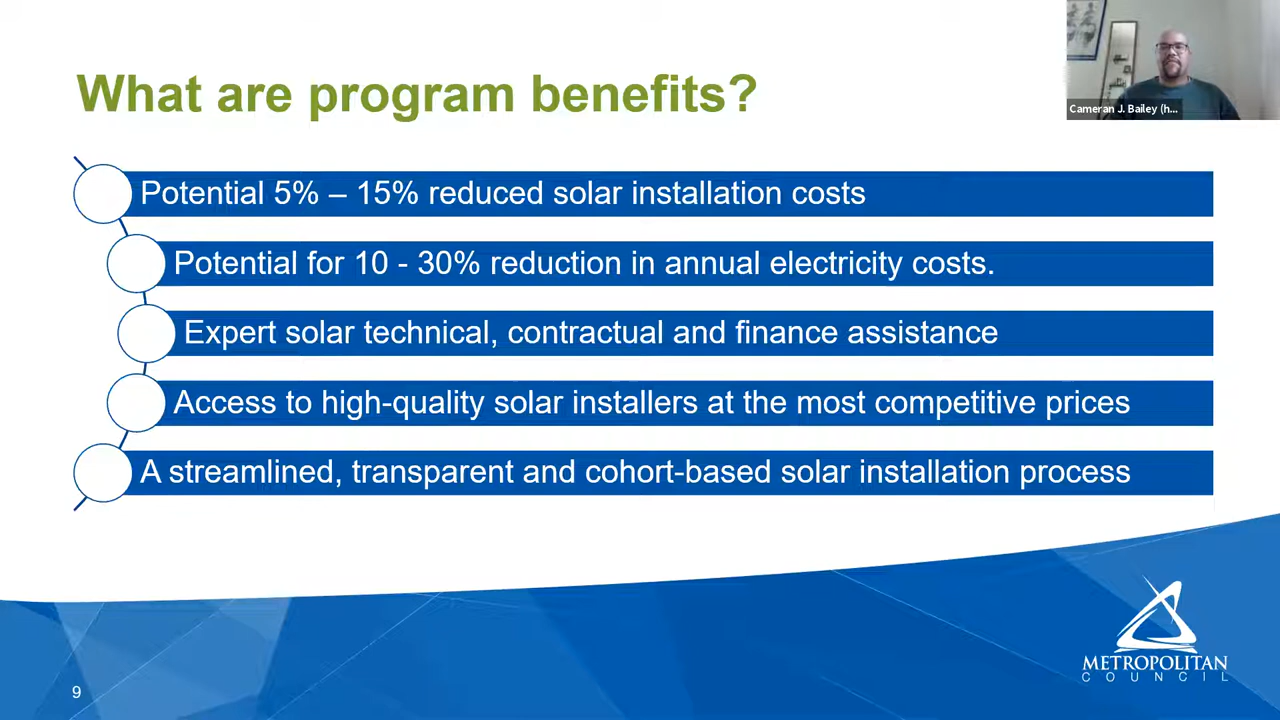 What are program benefits?
Cameran J. Bailey (h...
Potential 5% – 15% reduced solar installation costs
Potential for 10 - 30% reduction in annual electricity costs.
Expert solar technical, contractual and finance assistance
Access to high-quality solar installers at the most competitive prices
A streamlined, transparent and cohort-based solar installation process
METROPOLITAN
COUNCIL
9